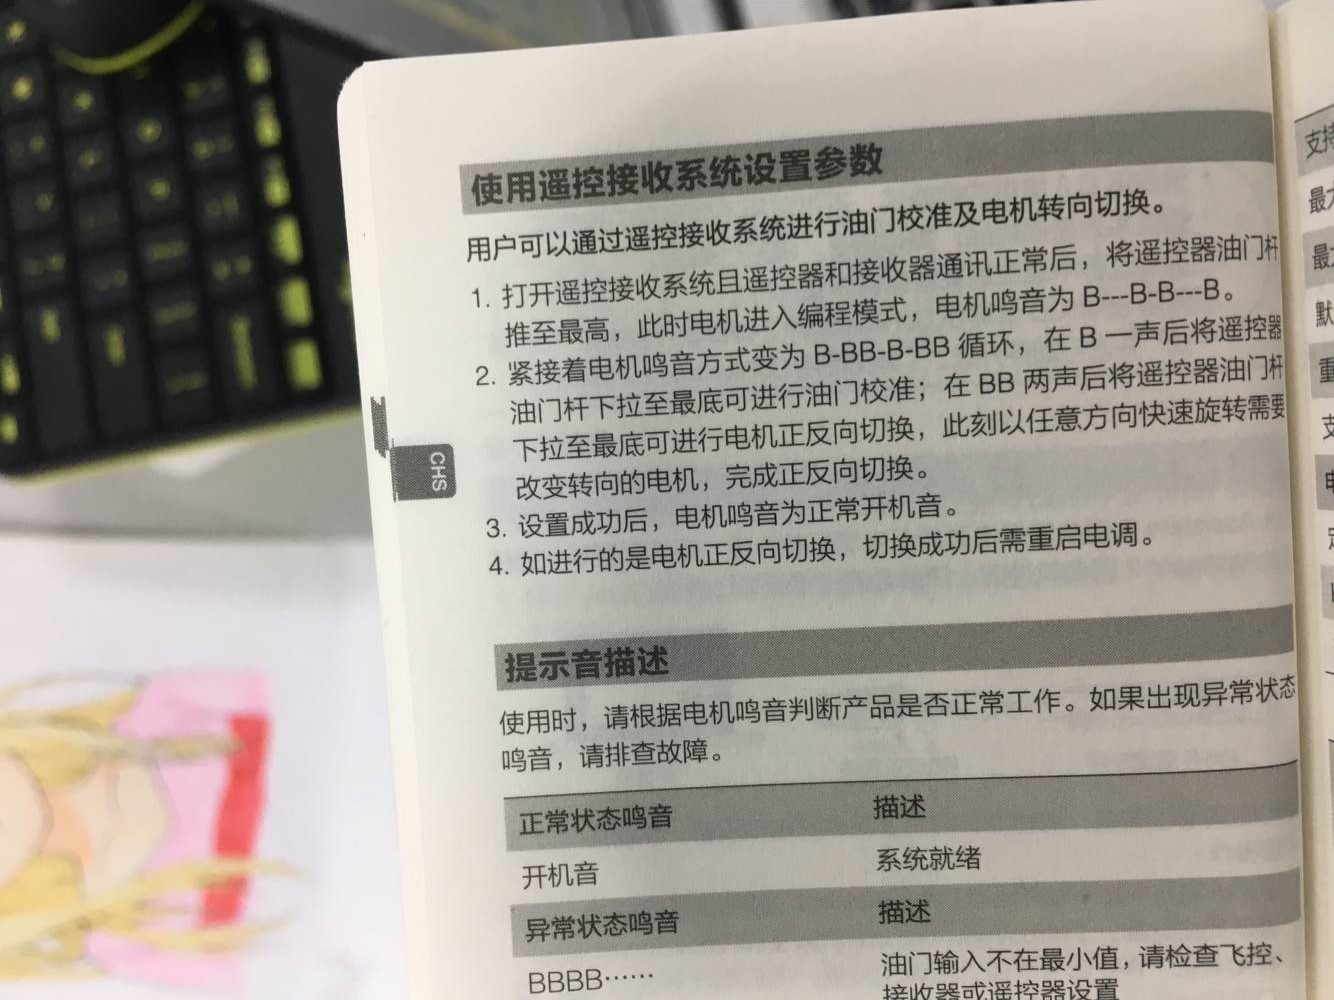 使用遥控接收系统设置参数
用户可以通过遥控接收系统进行油门校准及电机转向切换。
1. 打开遥控接收系统且遥控器和接收器通讯正常后，将遥控器油门杆
推至最高，此时电机进入编程模式，电机鸣音为 B---B-B---B。
2. 紧接着电机鸣音方式变为 B-BB-B-BB 循环，在 B 一声后将遥控器
油门杆下拉至最底可进行油门校准；在 BB 两声后将遥控器油门杆
下拉至最底可进行电机正反向切换，此刻以任意方向快速旋转需要
改变转向的电机，完成正反向切换。
3. 设置成功后，电机鸣音为正常开机音。
4. 如进行的是电机正反向切换，切换成功后需重启电调。
CHS
提示音描述
使用时，请根据电机鸣音判断产品是否正常工作。如果出现异常状态
鸣音，请排查故障。
正常状态鸣音 描述
开机音 系统就绪
异常状态鸣音 描述
BBBB…… 油门输入不在最小值，请检查飞控、
接收器或遥控器设置
支持
最
最
默
重
支